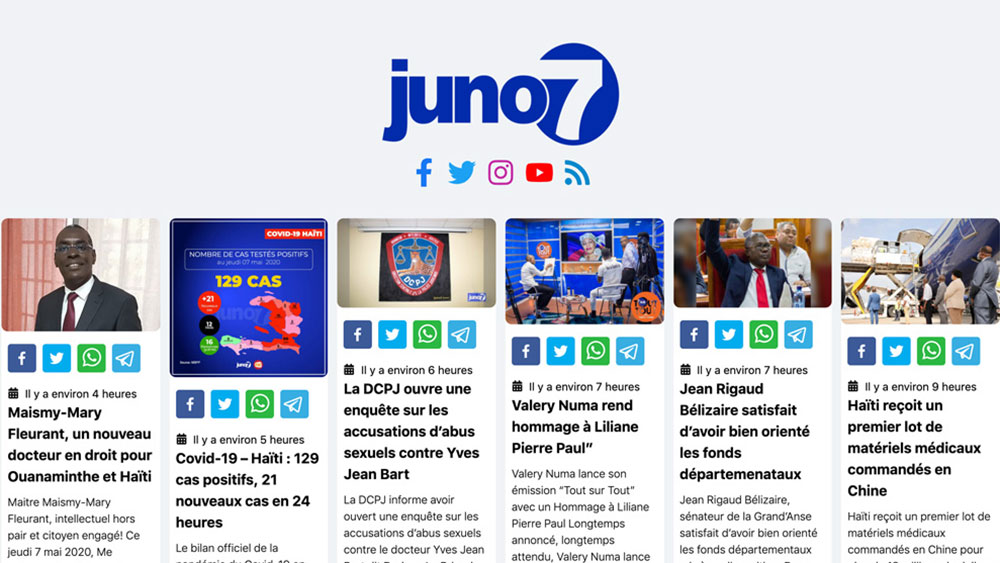 juno7
Il y a environ 4 heures
Maismy-Mary
Fleurant, un nouveau
docteur en droit pour
Ouanaminthe et Haïti
Maitre Maismy-Mary
Fleurant, intellectuel hors
pair et citoyen engagé! Ce
jeudi 7 mai 2020, Me
COVID-19 HAÏTI
NOMBRE DE CAS TESTÉS POSITIFS
au jeudi 07 mai 2020
129 CAS
+21
12
16
juno7
Il y a environ 5 heures
Covid-19 – Haïti : 129
cas positifs, 21
nouveaux cas en 24
heures
Le bilan officiel de la
DCPJ
juno7
Il y a environ 6 heures
La DCPJ ouvre une
enquête sur les
accusations d’abus
sexuels contre Yves
Jean Bart
La DCPJ informe avoir
ouvert une enquête sur les
accusations d’abus sexuels
contre le docteur Yves Jean
Il y a environ 7 heures
Valery Numa rend
hommage à Liliane
Pierre Paul”
Valery Numa lance son
émission “Tout sur Tout”
avec un Hommage à Liliane
Pierre Paul Longtemps
annoncé, longtemps
attendu, Valery Numa lance
Il y a environ 7 heures
Jean Rigaud
Bélizaire satisfait
d’avoir bien orienté
les fonds
départemenataux
Jean Rigaud Bélizaire,
sénateur de la Grand’Anse
satisfait d’avoir bien orienté
les fonds départementaux
Il y a environ 9 heures
Haïti reçoit un
premier lot de
matériels médicaux
commandés en
Chine
Haïti reçoit un premier lot de
matériels médicaux
commandés en Chine pour